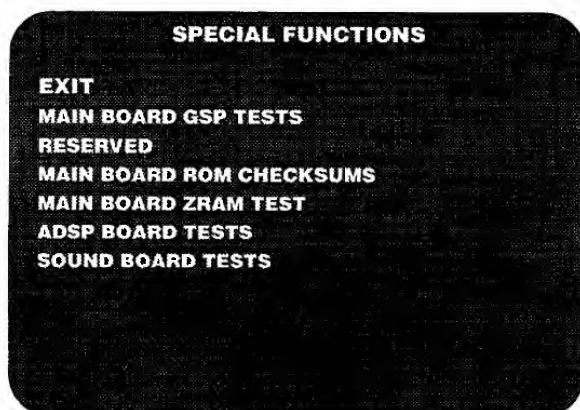 SPECIAL FUNCTIONS
EXIT
MAIN BOARD GSP TESTS
RESERVED
MAIN BOARD ROM CHECKSUMS
MAIN BOARD ZRAM TEST
ADSP BOARD TESTS
SOUND BOARD TESTS